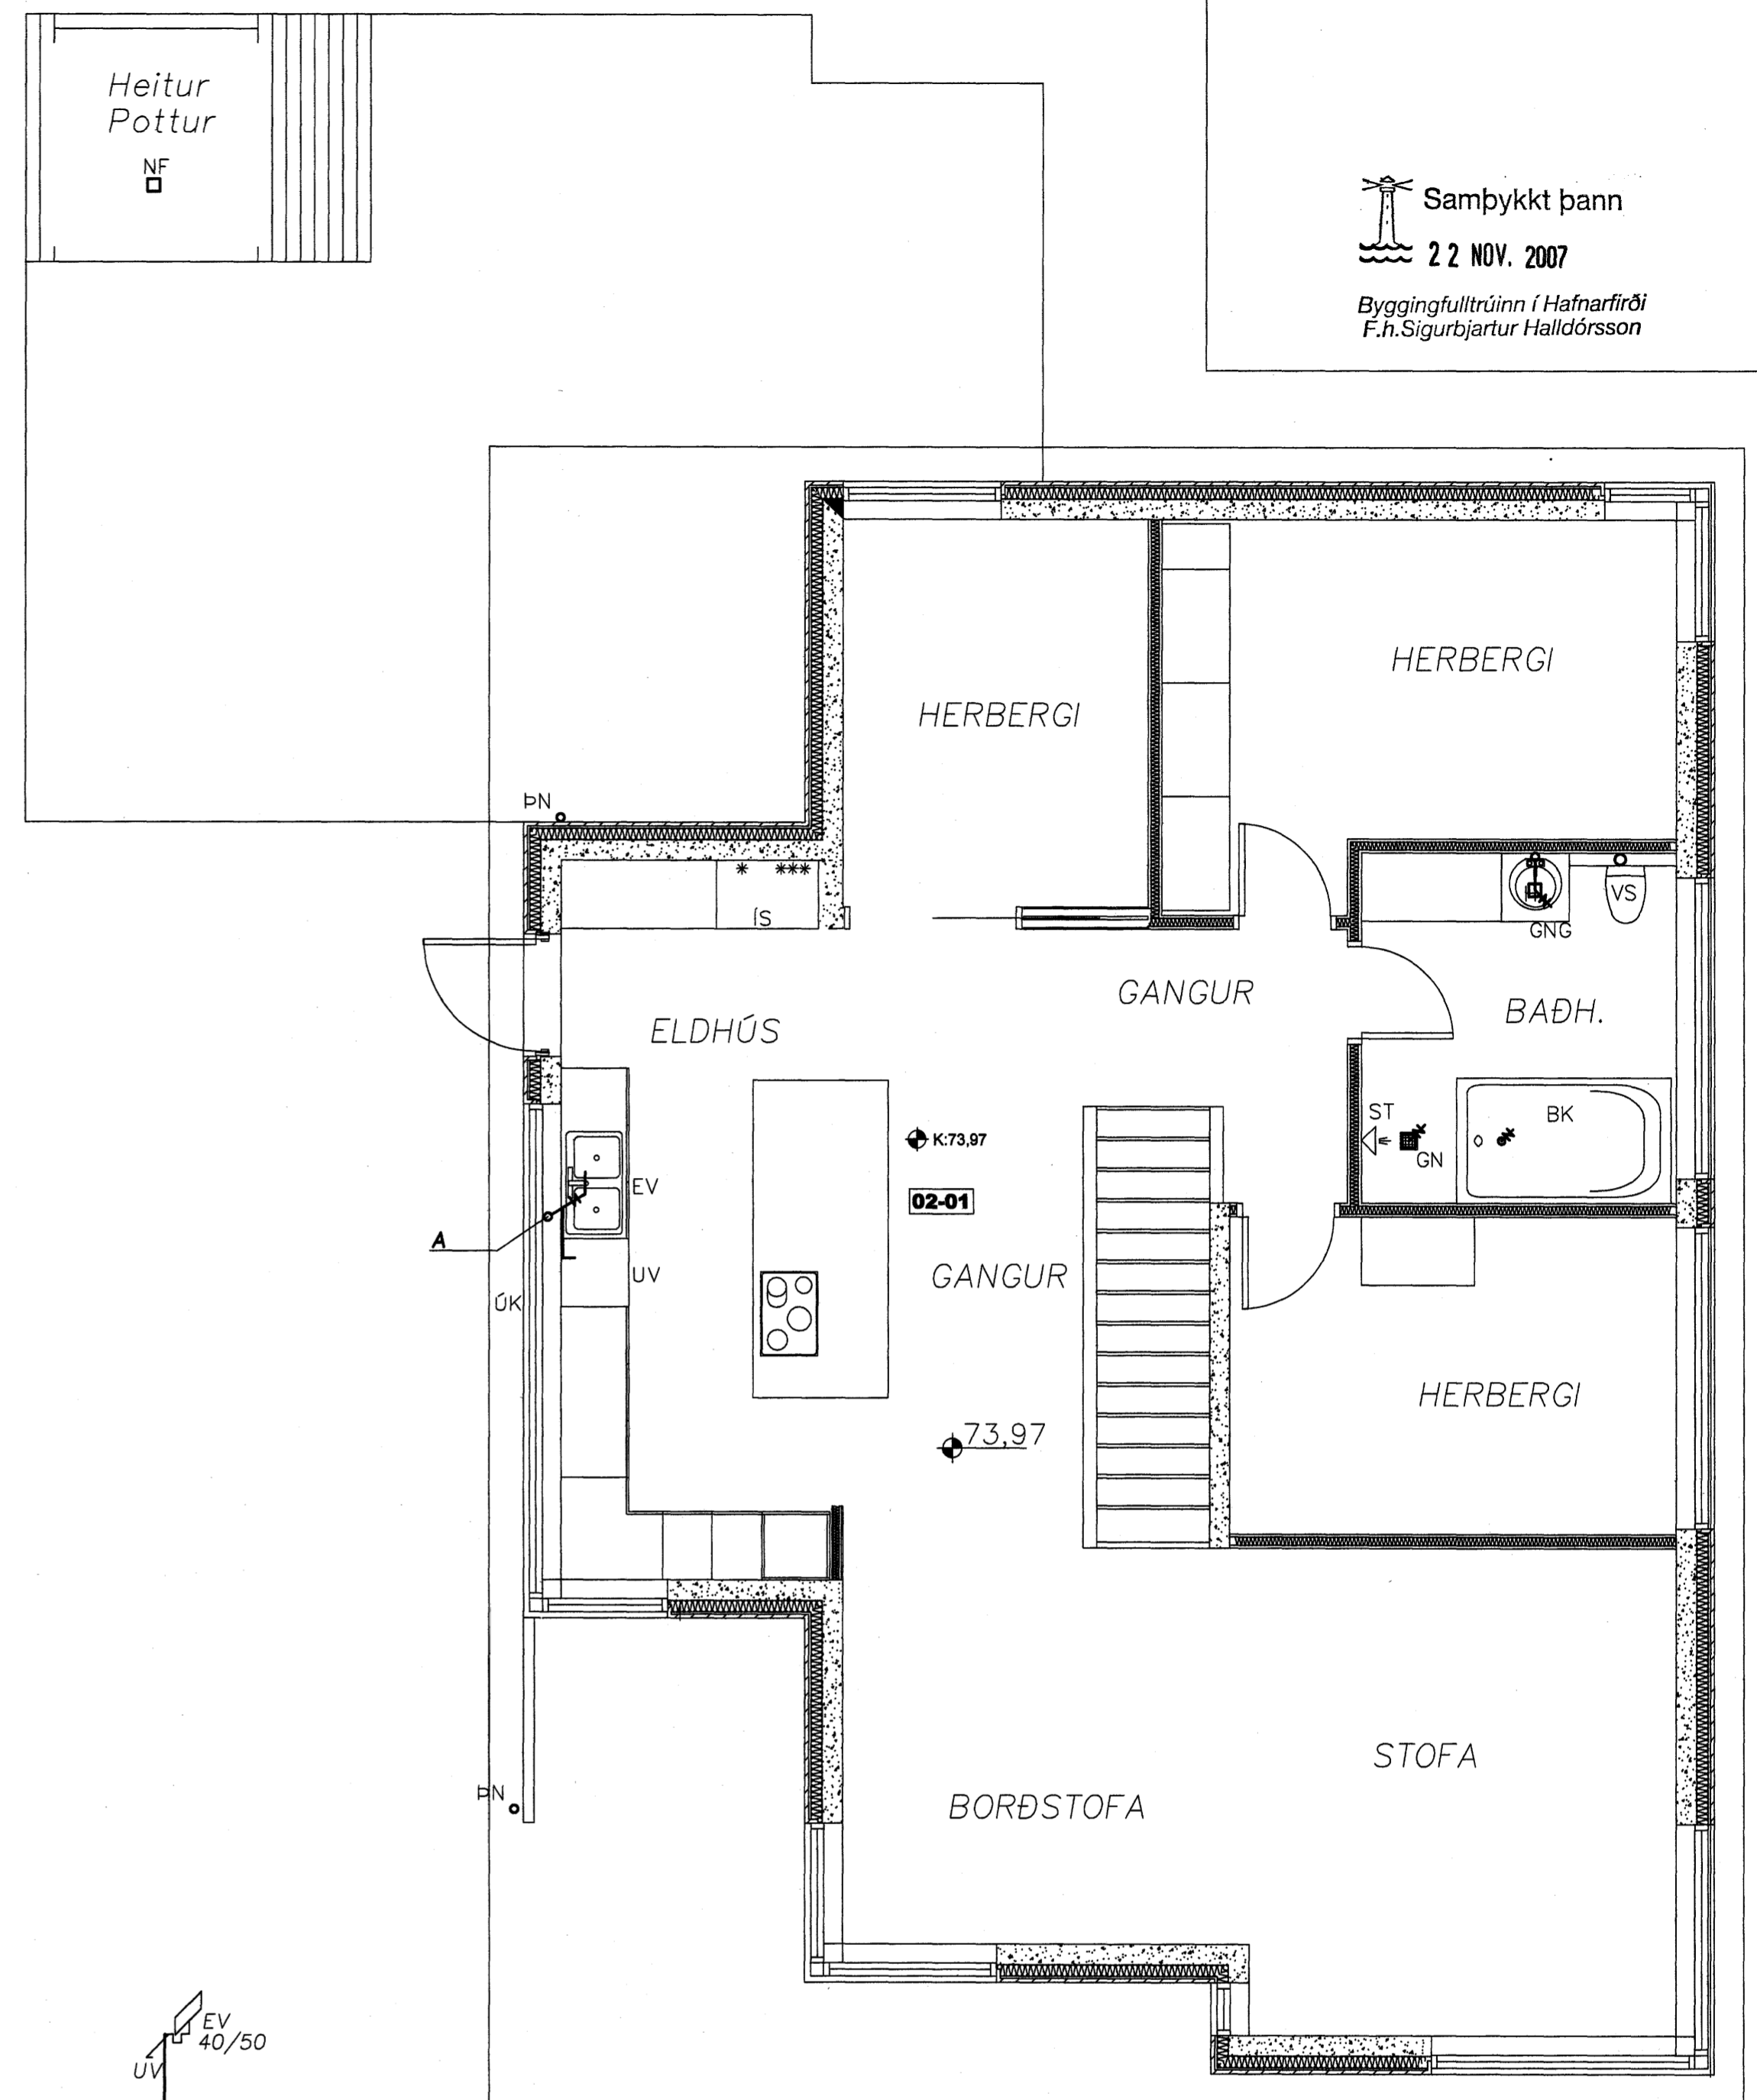 Heitur
Pottur
NF
Samþykkt þann
22 NOV. 2007
Byggingfulltrúinn í Hafnarfirði
F.h.Sigurbjartur Halldórsson
HERBERGI
HERBERGI
ÞN
ÍS
VS
GNG
GANGUR
BAÐH.
ELDHÚS
ST
BK
GN
K:73,97
EV
02-01
A
UV
GANGUR
ÚK
HERBERGI
73,97
STOFA
ÞN
BORÐSTOFA
EV
40/50
UV